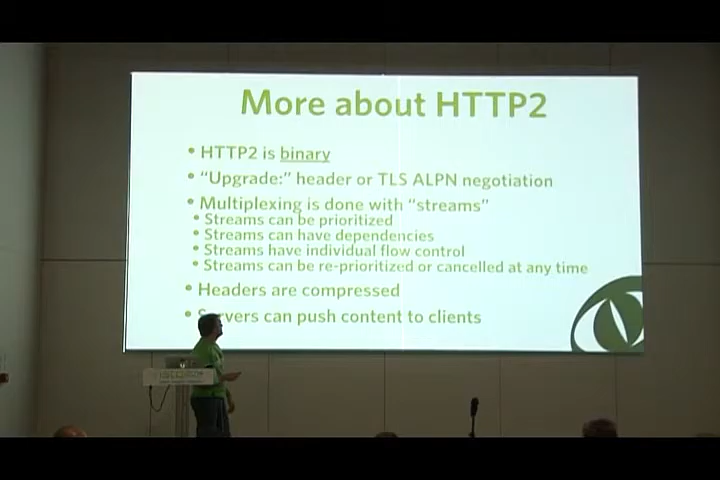 More about HTTP2
• HTTP2 is binary
• “Upgrade:” header or TLS ALPN negotiation
• Multiplexing is done with “streams”
• Streams can be prioritized
• Streams can have dependencies
• Streams have individual flow control
• Streams can be re-prioritized or cancelled at any time
• Headers are compressed
• Servers can push content to clients